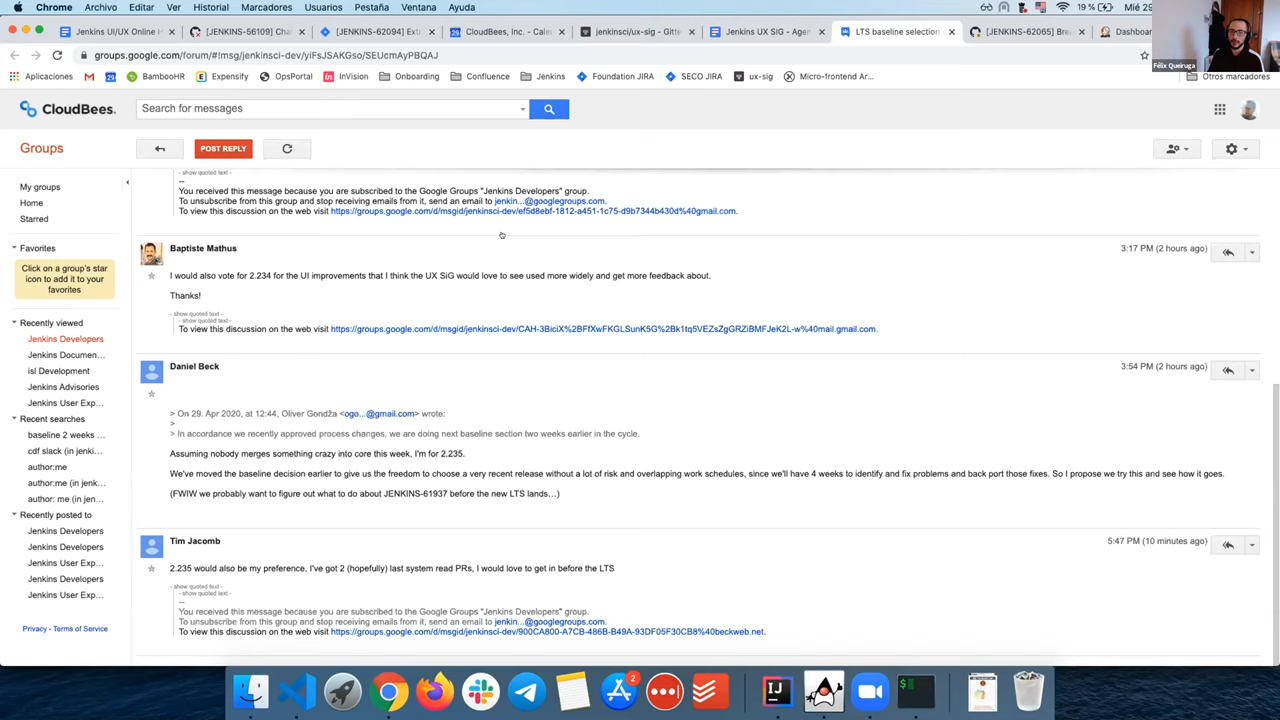 Chrome Archivo Editar Ver Historial Marcadores Usuarios Pestaña Ventana Ayuda 19 % Mié 29
Jenkins UI/UX Online H
[JENKINS-56109] Cha
[JENKINS-62094] Ext
CloudBees, Inc. - Cale
jenkinsci/ux-sig - Gitte
Jenkins UX SIG - Agen
LTS baseline selection
[JENKINS-62065] Bre
Dashboa
groups.google.com/forum/#!msg/jenkinsci-dev/yiFsJSAKGso/SEUcmAyPBQAJ
Félix Queiruga
Aplicaciones BambooHR Expensify OpsPortal InVision Onboarding Confluence Jenkins Foundation JIRA SECO JIRA ux-sig Micro-frontend Ar... Otros marcadores
CloudBees.
Search for messages
Groups
POST REPLY
My groups
Home
Starred
Favorites
Click on a group's star
icon to add it to your
favorites
Recently viewed
Jenkins Developers
Jenkins Documen...
isl Development
Jenkins Advisories
Jenkins User Exp...
Recent searches
baseline 2 weeks ...
cdf slack (in jenki...
author:me
author:me (in jen...
author: me (in jen...
Recently posted to
Jenkins Developers
Jenkins Developers
Jenkins User Exp...
Jenkins Developers
Jenkins User Exp...
Privacy - Terms of Service
- show quoted text -
--
You received this message because you are subscribed to the Google Groups "Jenkins Developers" group.
To unsubscribe from this group and stop receiving emails from it, send an email to jenkin...@googlegroups.com.
To view this discussion on the web visit https://groups.google.com/d/msgid/jenkinsci-dev/ef5d8ebf-1812-a451-1c75-d9b7344b430d%40gmail.com.
Baptiste Mathus 3:17 PM (2 hours ago)
I would also vote for 2.234 for the UI improvements that I think the UX SiG would love to see used more widely and get more feedback about.
Thanks!
- show quoted text -
- show quoted text -
To view this discussion on the web visit https://groups.google.com/d/msgid/jenkinsci-dev/CAH-3BiciX%2BFfXwFKGLSunK5G%2Bk1tq5VEZsZgGRZiBMFJeK2L-w%40mail.gmail.com.
Daniel Beck 3:54 PM (2 hours ago)
> On 29. Apr 2020, at 12:44, Oliver Gondža <ogo...@gmail.com> wrote:
>
> In accordance we recently approved process changes, we are doing next baseline section two weeks earlier in the cycle.
Assuming nobody merges something crazy into core this week, I'm for 2.235.
We've moved the baseline decision earlier to give us the freedom to choose a very recent release without a lot of risk and overlapping work schedules, since we'll have 4 weeks to identify and fix problems and back port those fixes. So I propose we try this and see how it goes.
(FWIW we probably want to figure out what to do about JENKINS-61937 before the new LTS lands…)
Tim Jacomb 5:47 PM (10 minutes ago)
2.235 would also be my preference, I've got 2 (hopefully) last system read PRs, I would love to get in before the LTS
- show quoted text -
- show quoted text -
--
You received this message because you are subscribed to the Google Groups "Jenkins Developers" group.
To unsubscribe from this group and stop receiving emails from it, send an email to jenkin...@googlegroups.com.
To view this discussion on the web visit https://groups.google.com/d/msgid/jenkinsci-dev/900CA800-A7CB-486B-B49A-93DF05F30CB8%40beckweb.net.
2